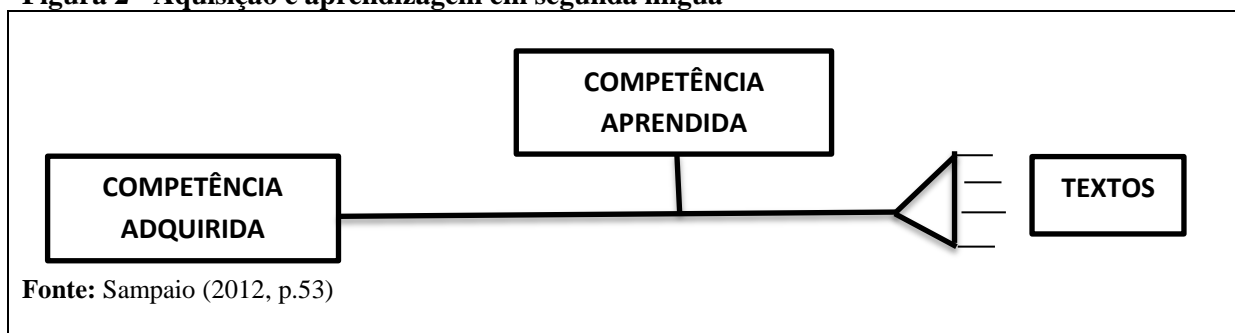 Figura 2 - Aquisição e aprendizagem em segunda língua
COMPETÊNCIA
APRENDIDA
COMPETÊNCIA
ADQUIRIDA
TEXTOS
Fonte: Sampaio (2012, p.53)